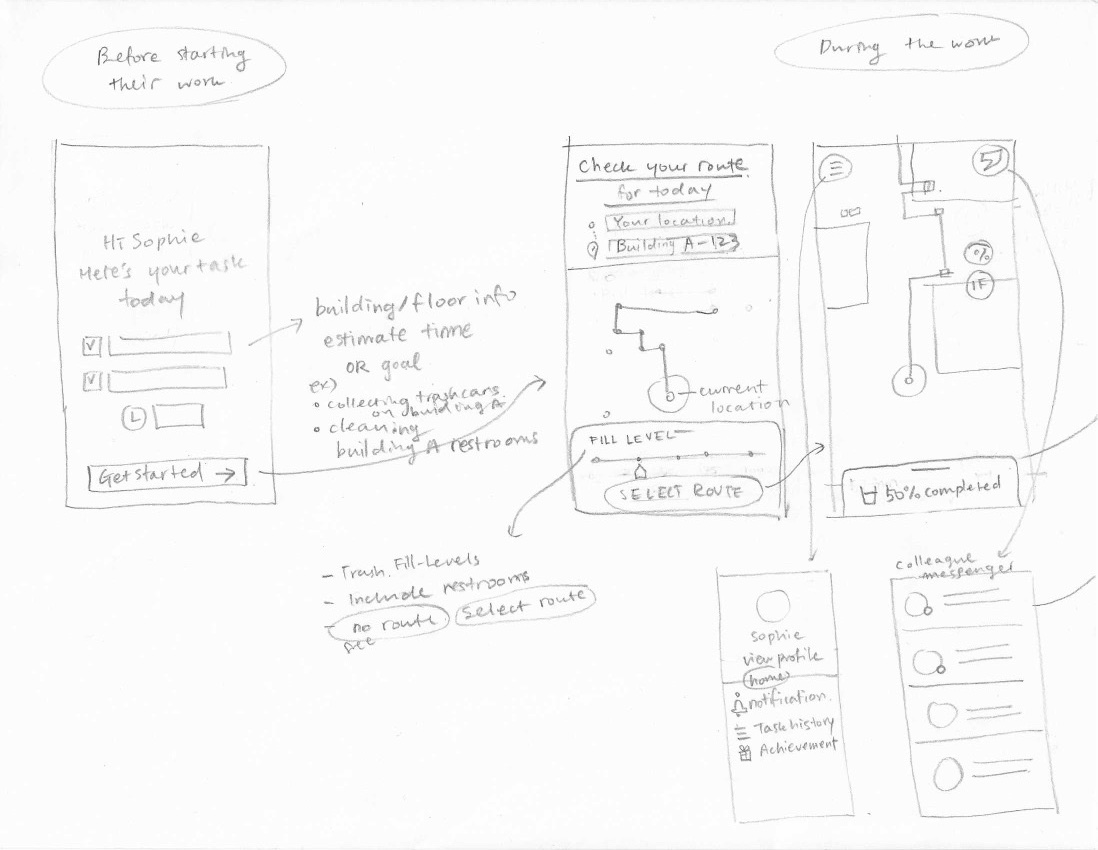 Before starting
their work
During the work
Hi Sophie
Here's your task
today
V
V
Get started →
building/floor info
estimate time
OR goal
ex)
collecting trashcans
on building A
cleaning
building A restrooms
Check your route
for today
Your location
Building A-123
current
location
FILL LEVEL
SELECT ROUTE
- Trash Fill-Levels
- Include restrooms
- no route
Select route
%
1F
50% completed
Sophie
view profile
home
notification.
Task history
Achievement
colleague
messenger